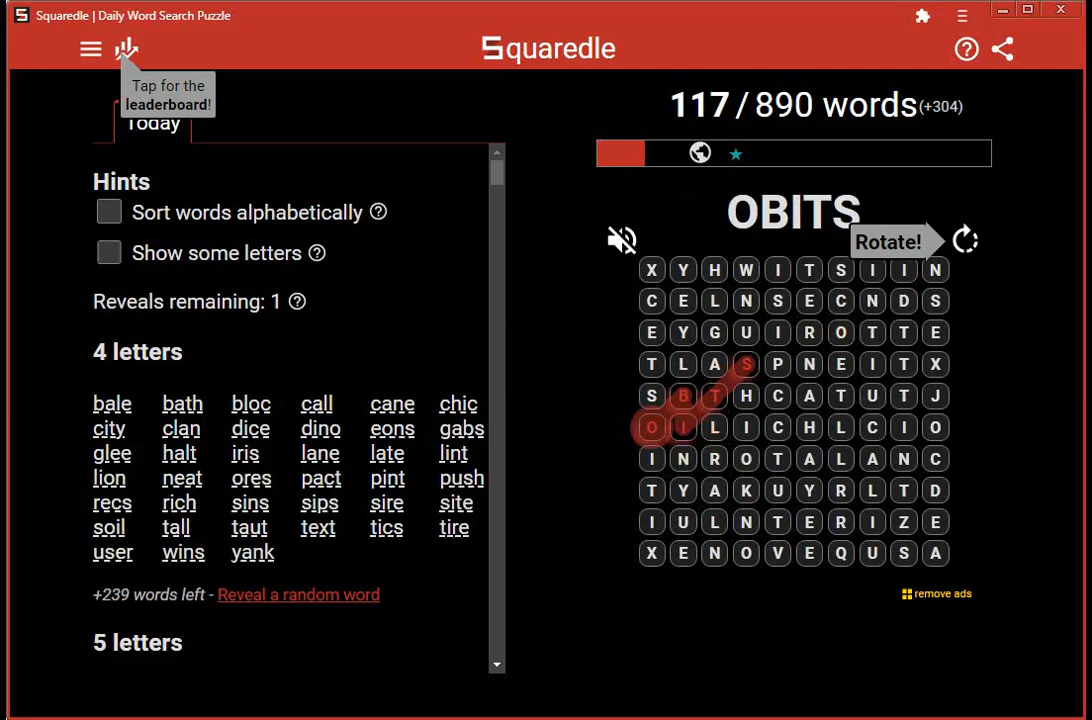 Squaredle | Daily Word Search Puzzle
Squaredle
Tap for the
leaderboard!
Today
Hints
Sort words alphabetically
Show some letters
Reveals remaining: 1
4 letters
bale bath bloc call cane chic
city clan dice dino eons gabs
glee halt iris lane late lint
lion neat ores pact pint push
recs rich sins sips sire site
soil tall taut text tics tire
user wins yank
+239 words left - Reveal a random word
5 letters
117 / 890 words (+304)
OBITS
Rotate!
X Y H W I T S I I N
C E L N S E C N D S
E Y G U I R O T T E
T L A S P N E I T X
S B T H C A T U T J
O I L I C H L C I O
I N R O T A L A N C
T Y A K U Y R L T D
I U L N T E R I Z E
X E N O V E Q U S A
remove ads